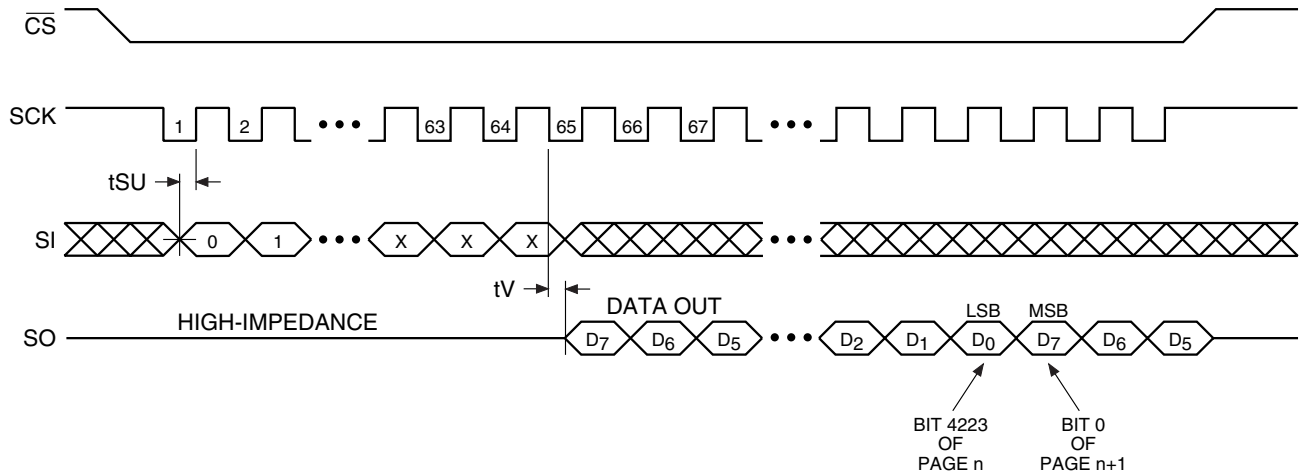 CS
SCK
1 2 • • • 63 64 65 66 67 • • •
tSU
SI
0 1 • • • X X X • • •
tV
DATA OUT
HIGH-IMPEDANCE
LSB MSB
SO
D7 D6 D5 • • • D2 D1 D0 D7 D6 D5
BIT 4223
OF
PAGE n
BIT 0
OF
PAGE n+1